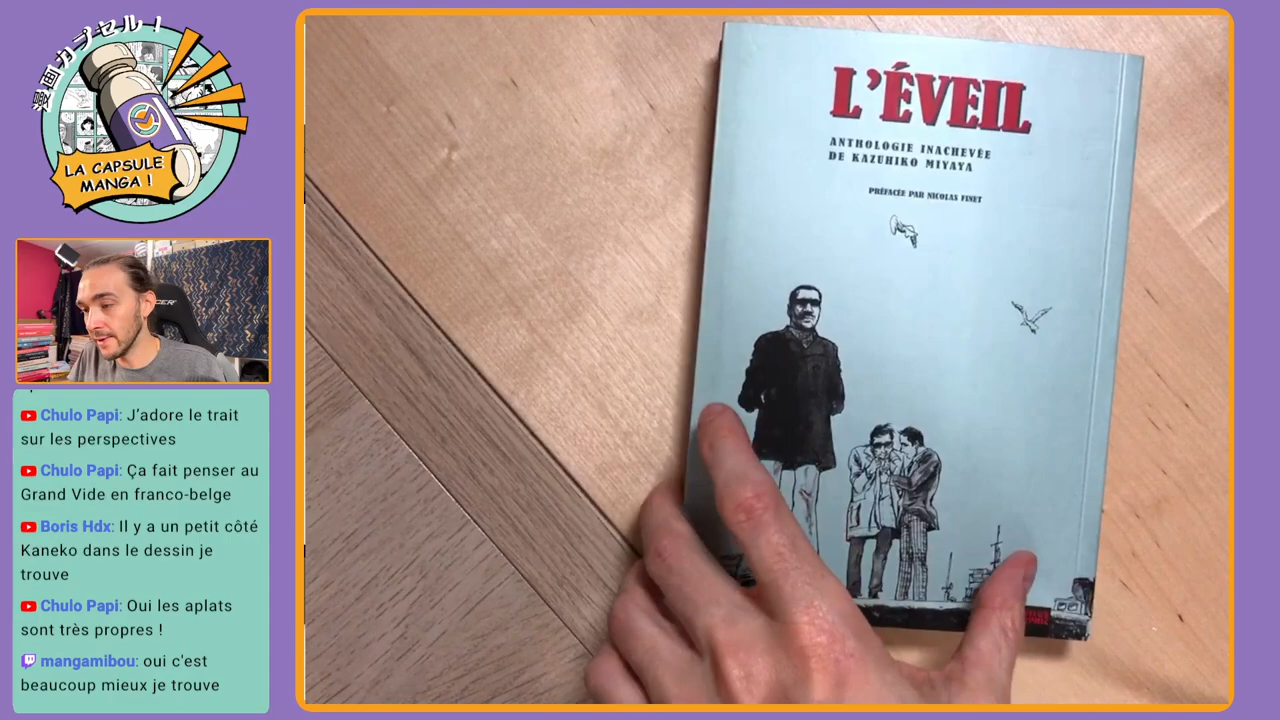 漫画カプセル！
LA CAPSULE
MANGA !
Chulo Papi: J’adore le trait
sur les perspectives
Chulo Papi: Ça fait penser au
Grand Vide en franco-belge
Boris Hdx: Il y a un petit côté
Kaneko dans le dessin je
trouve
Chulo Papi: Oui les aplats
sont très propres !
mangamibou: oui c'est
beaucoup mieux je trouve
L'ÉVEIL
ANTHOLOGIE INACHEVÉE
DE KAZUHIKO MIYAYA
PRÉFACÉE PAR NICOLAS FINET